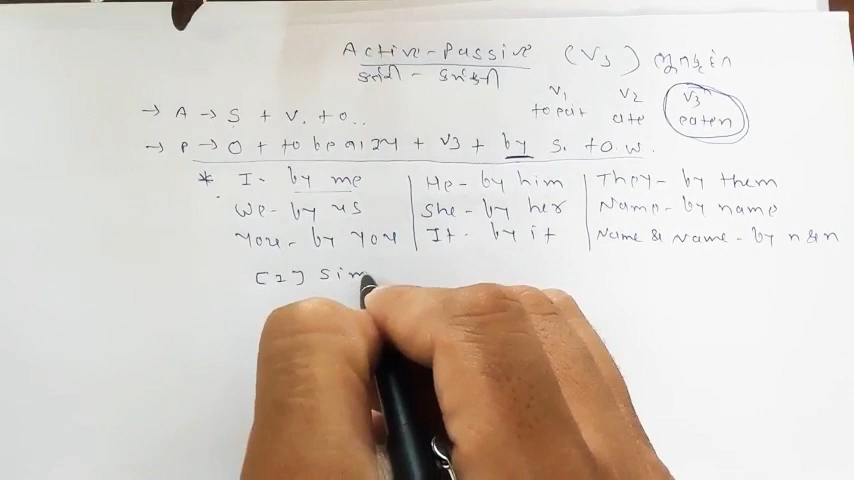 Active-Passive (V3)
કર્તરી - કર્મણી
V1 V2 V3
to eat ate eaten
→ A → S + V. + O..
→ P → O + to be નાં રૂપ + V3 + by S. + O.W.
* I - by me He - by him They - by them
We - by us She - by her Name - by name
You - by you It - by it Name & Name - by n & n
[1] Sim